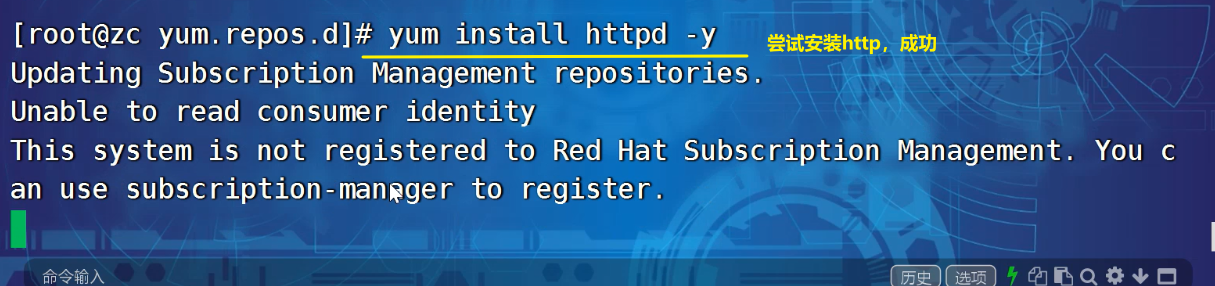 [root@zc yum.repos.d]# yum install httpd -y
尝试安装http，成功
Updating Subscription Management repositories.
Unable to read consumer identity
This system is not registered to Red Hat Subscription Management. You c
an use subscription-manager to register.
命令输入
历史
选项